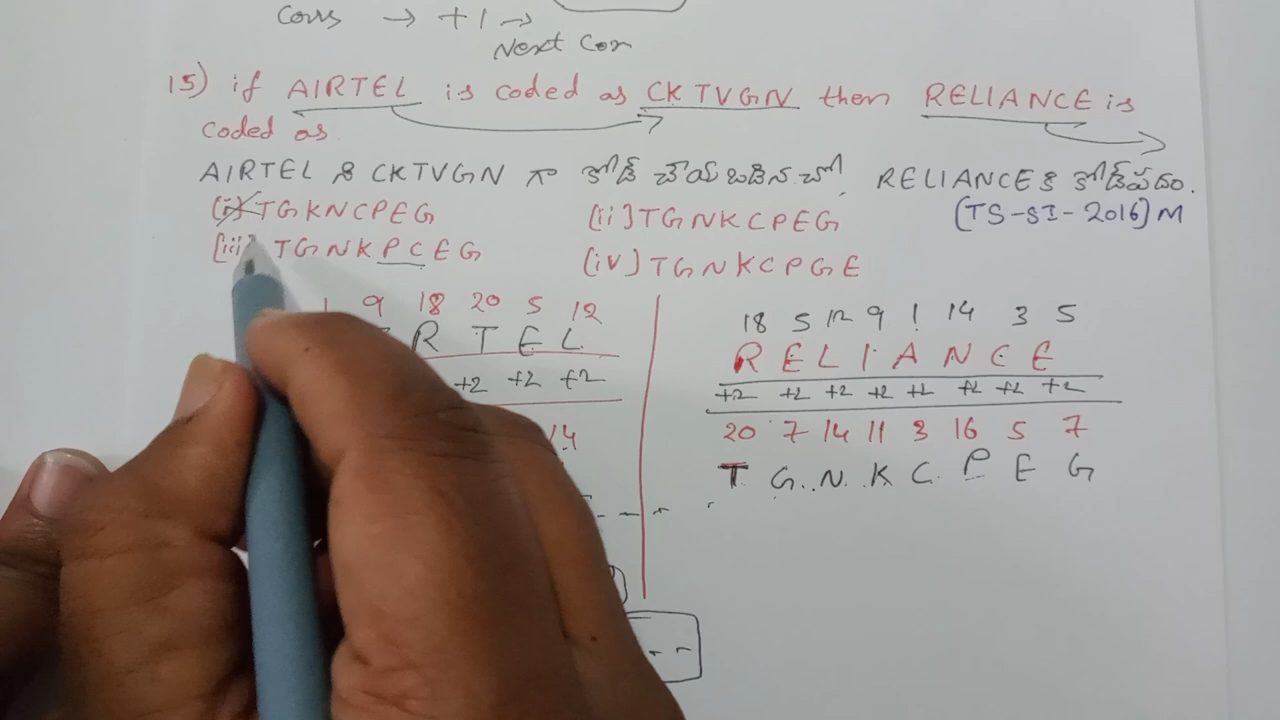 Cons → +1 →
Next Con
15) if AIRTEL is coded as CKTVGN then RELIANCE is
coded as
AIRTEL ని CKTVGN గా కోడ్ చేయబడిన చో, RELIANCE కి కోడ్‌పదం.
(i) TGKNCPEG (ii) TGNKCPEG (TS-SI-2016) M
(iii) TGNKPCEG (iv) TGNKCPGE
1 9 18 20 5 12
R T E L
+2 +2 +2
14
18 5 12 9 1 14 3 5
R E L I A N C E
+2 +2 +2 +2 +2 +2 +2 +2
20 7 14 11 3 16 5 7
T G N K C P E G